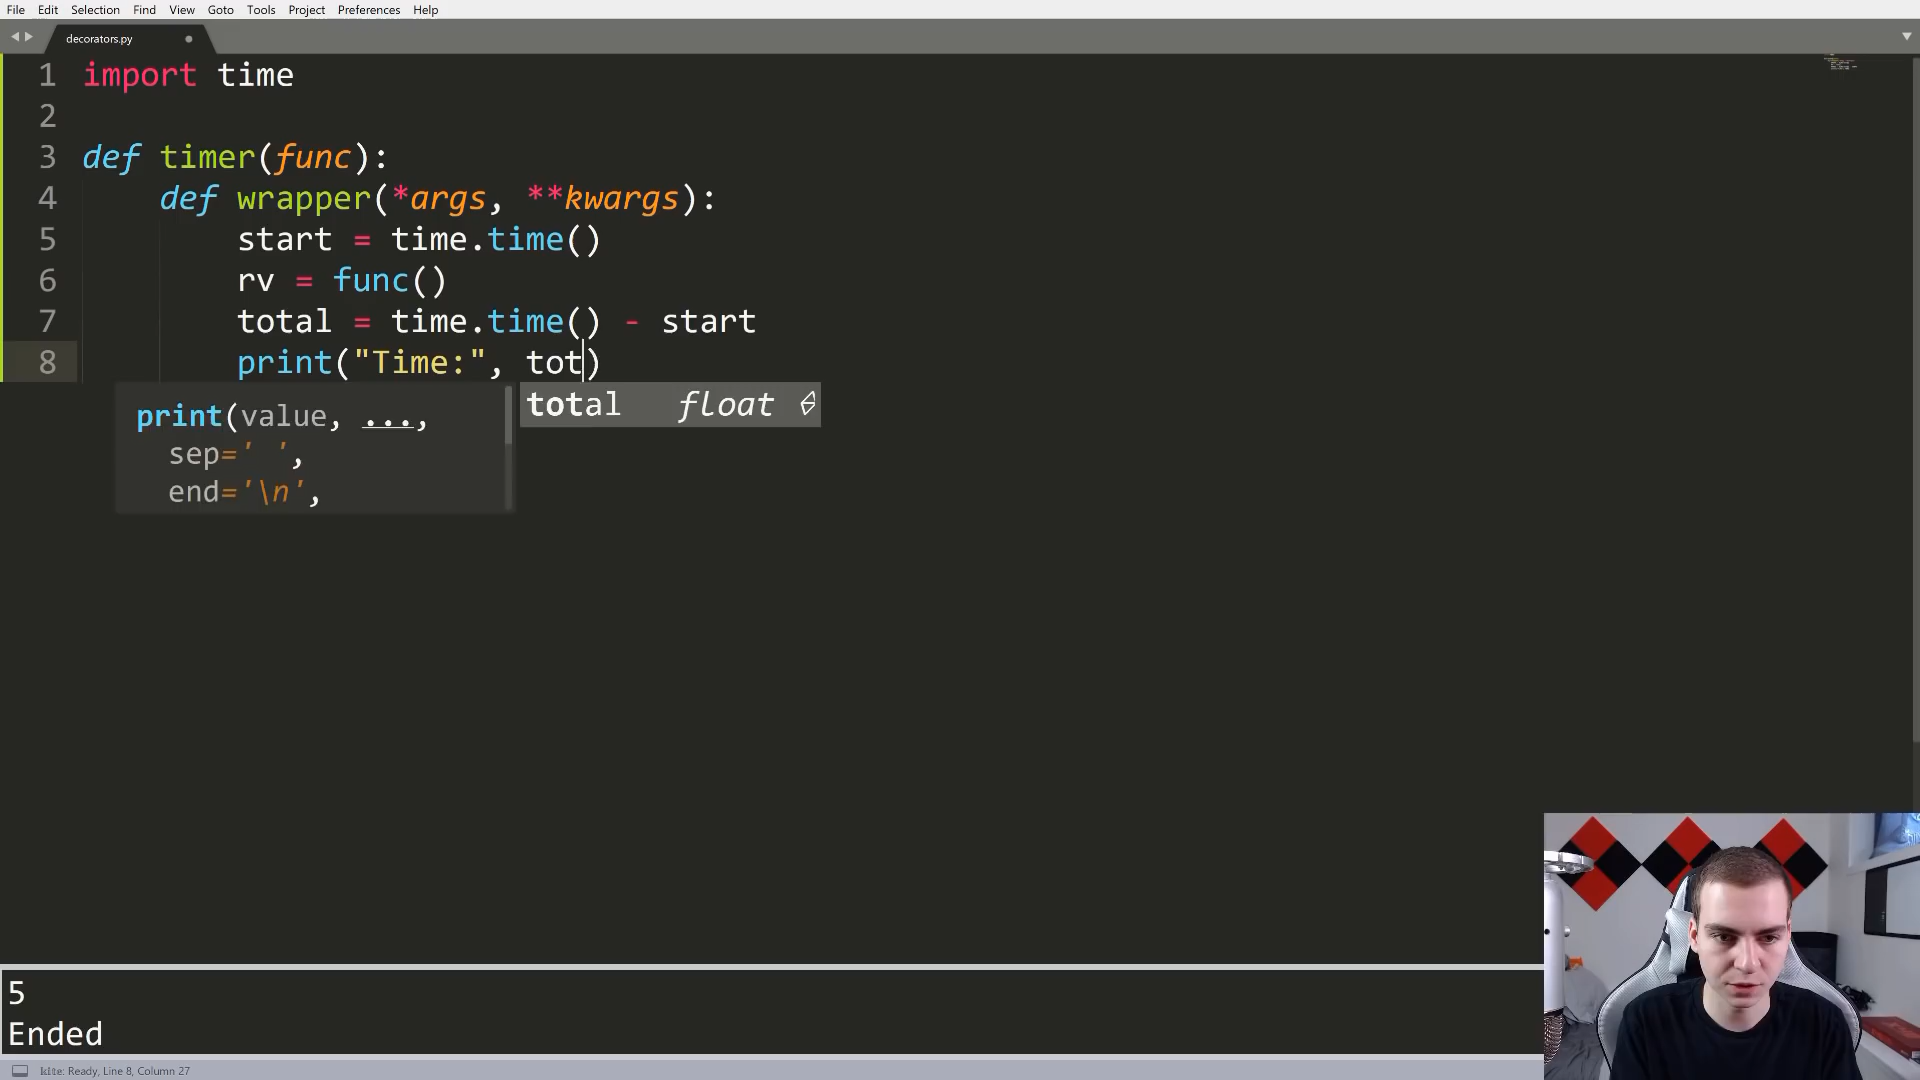 File Edit Selection Find View Goto Tools Project Preferences Help
decorators.py
1 import time
2
3 def timer(func):
4 def wrapper(*args, **kwargs):
5 start = time.time()
6 rv = func()
7 total = time.time() - start
8 print("Time:", tot)
total float
print(value, ...,
sep=' ',
end='\n',
5
Ended
kite: Ready, Line 8, Column 27